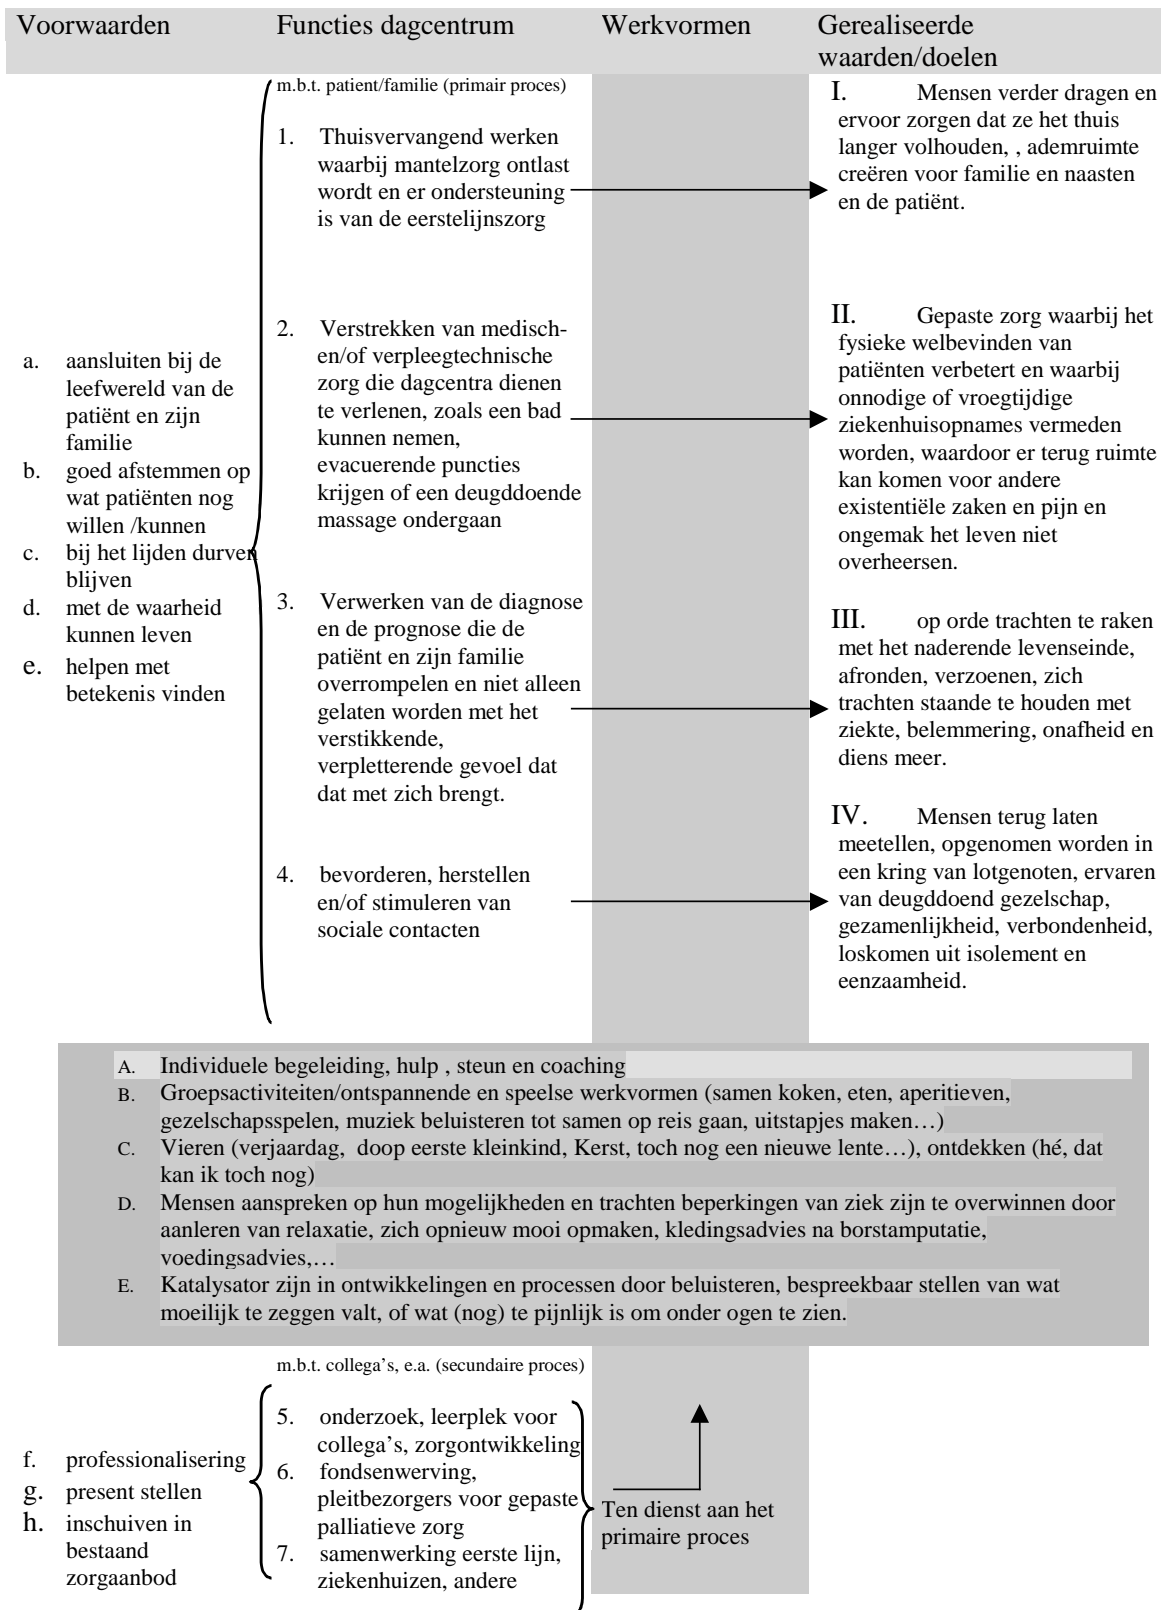 Voorwaarden
Functies dagcentrum
Werkvormen
Gerealiseerde
waarden/doelen
m.b.t. patient/familie (primair proces)
1. Thuisvervangend werken
waarbij mantelzorg ontlast
wordt en er ondersteuning
is van de eerstelijnszorg
2. Verstrekken van medisch-
en/of verpleegtechnische
zorg die dagcentra dienen
te verlenen, zoals een bad
kunnen nemen,
evacuerende puncties
krijgen of een deugddoende
massage ondergaan
3. Verwerken van de diagnose
en de prognose die de
patiënt en zijn familie
overrompelen en niet alleen
gelaten worden met het
verstikkende,
verpletterende gevoel dat
dat met zich brengt.
4. bevorderen, herstellen
en/of stimuleren van
sociale contacten
a. aansluiten bij de
leefwereld van de
patiënt en zijn
familie
b. goed afstemmen op
wat patiënten nog
willen /kunnen
c. bij het lijden durven
blijven
d. met de waarheid
kunnen leven
e. helpen met
betekenis vinden
I. Mensen verder dragen en
ervoor zorgen dat ze het thuis
langer volhouden, , ademruimte
creëren voor familie en naasten
en de patiënt.
II. Gepaste zorg waarbij het
fysieke welbevinden van
patiënten verbetert en waarbij
onnodige of vroegtijdige
ziekenhuisopnames vermeden
worden, waardoor er terug ruimte
kan komen voor andere
existentiële zaken en pijn en
ongemak het leven niet
overheersen.
III. op orde trachten te raken
met het naderende levenseinde,
afronden, verzoenen, zich
trachten staande te houden met
ziekte, belemmering, onafheid en
diens meer.
IV. Mensen terug laten
meetellen, opgenomen worden in
een kring van lotgenoten, ervaren
van deugddoend gezelschap,
gezamenlijkheid, verbondenheid,
loskomen uit isolement en
eenzaamheid.
A. Individuele begeleiding, hulp , steun en coaching
B. Groepsactiviteiten/ontspannende en speelse werkvormen (samen koken, eten, aperitieven,
gezelschapsspelen, muziek beluisteren tot samen op reis gaan, uitstapjes maken…)
C. Vieren (verjaardag, doop eerste kleinkind, Kerst, toch nog een nieuwe lente…), ontdekken (hé, dat
kan ik toch nog)
D. Mensen aanspreken op hun mogelijkheden en trachten beperkingen van ziek zijn te overwinnen door
aanleren van relaxatie, zich opnieuw mooi opmaken, kledingsadvies na borstamputatie,
voedingsadvies,…
E. Katalysator zijn in ontwikkelingen en processen door beluisteren, bespreekbaar stellen van wat
moeilijk te zeggen valt, of wat (nog) te pijnlijk is om onder ogen te zien.
m.b.t. collega’s, e.a. (secundaire proces)
f. professionalisering
g. present stellen
h. inschuiven in
bestaand
zorgaanbod
5. onderzoek, leerplek voor
collega’s, zorgontwikkeling
6. fondsenwerving,
pleitbezorgers voor gepaste
palliatieve zorg
7. samenwerking eerste lijn,
ziekenhuizen, andere
Ten dienst aan het
primaire proces